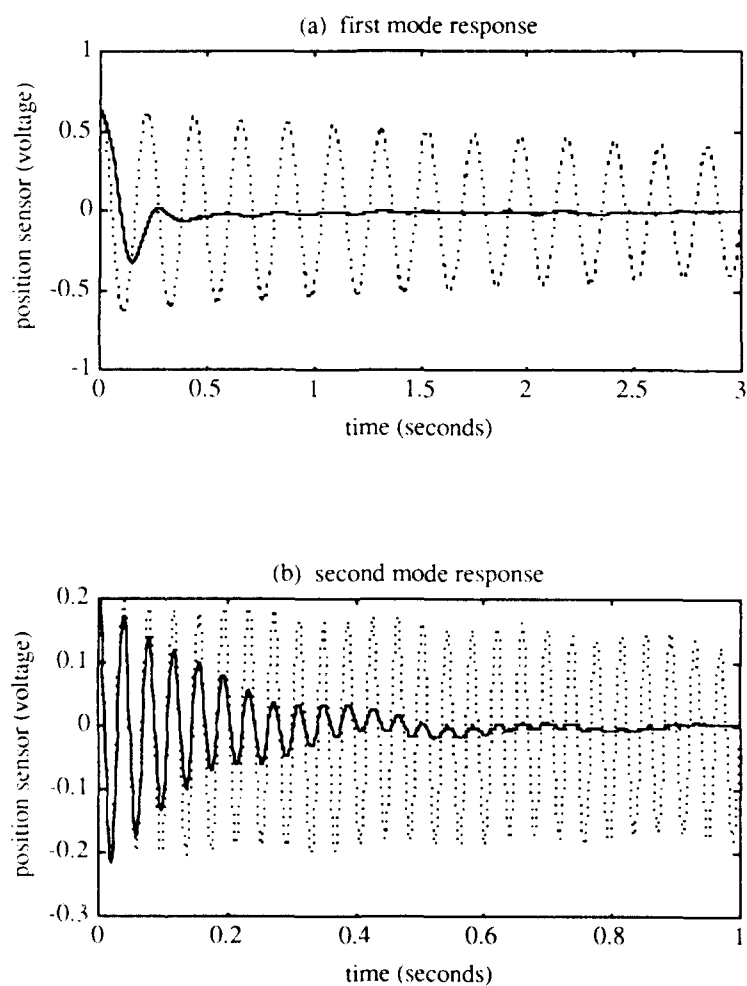 (a) first mode response
1
0.5
0
-0.5
-1
position sensor (voltage)
0 0.5 1 1.5 2 2.5 3
time (seconds)
(b) second mode response
0.2
0.1
0
-0.1
-0.2
-0.3
position sensor (voltage)
0 0.2 0.4 0.6 0.8 1
time (seconds)